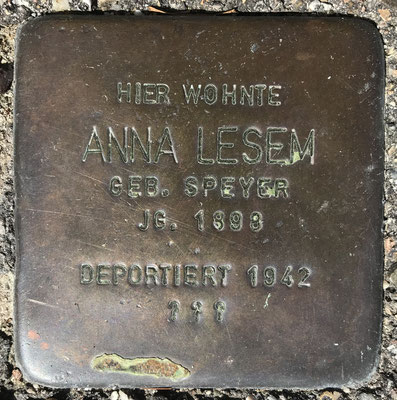 HIER WOHNTE
ANNA LESEM
GEB. SPEYER
JG. 1898
DEPORTIERT 1942
???